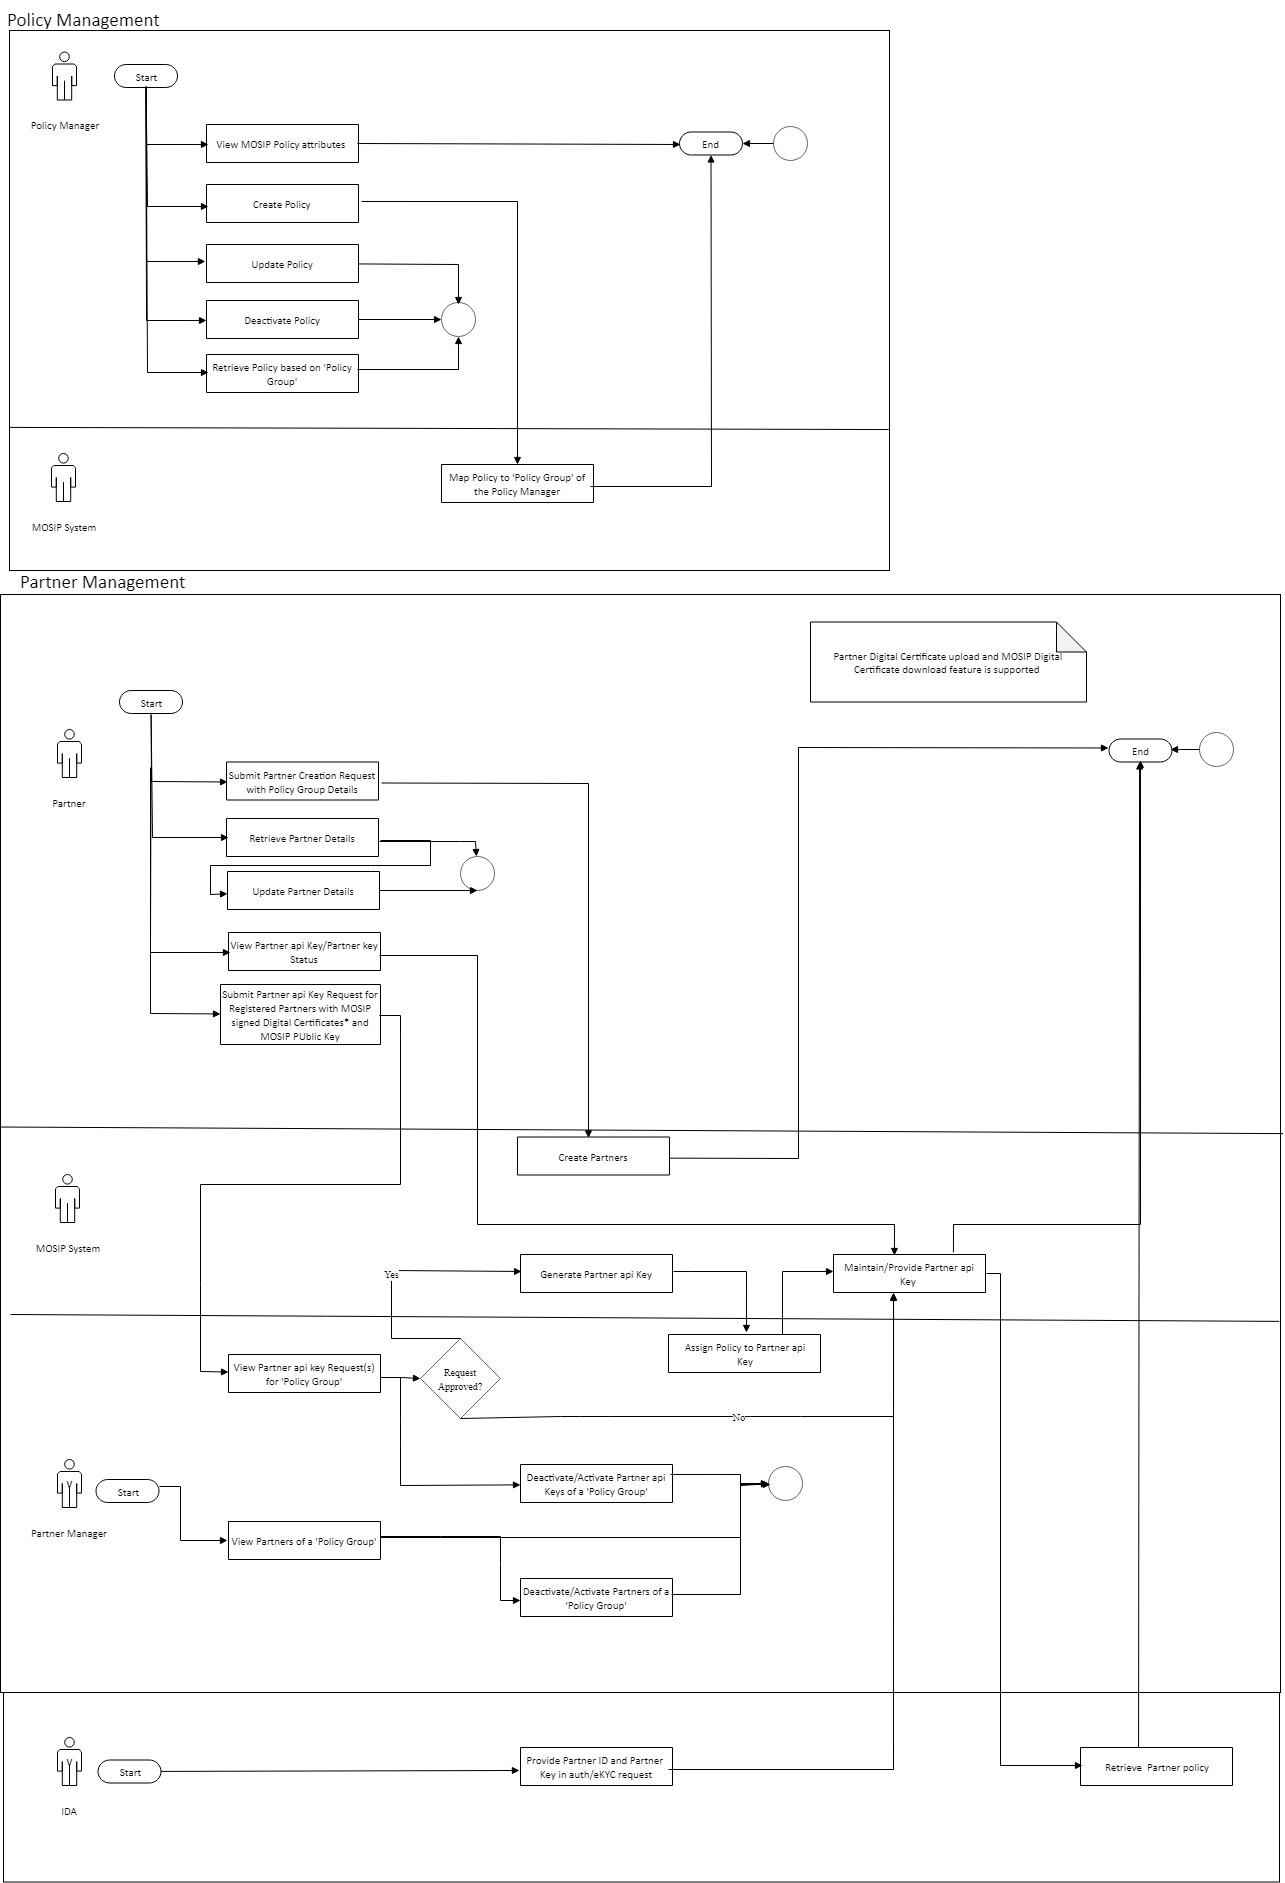 Policy Management
Start
Policy Manager
View MOSIP Policy attributes
End
Create Policy
Update Policy
Deactivate Policy
Retrieve Policy based on 'Policy
Group'
Map Policy to 'Policy Group' of
the Policy Manager
MOSIP System
Partner Management
Partner Digital Certificate upload and MOSIP Digital
Certificate download feature is supported
Start
End
Partner
Submit Partner Creation Request
with Policy Group Details
Retrieve Partner Details
Update Partner Details
View Partner api Key/Partner key
Status
Submit Partner api Key Request for
Registered Partners with MOSIP
signed Digital Certificates* and
MOSIP PUblic Key
Create Partners
MOSIP System
Yes
Generate Partner api Key
Maintain/Provide Partner api
Key
Assign Policy to Partner api
Key
View Partner api key Request(s)
for 'Policy Group'
Request
Approved?
No
Deactivate/Activate Partner api
Keys of a 'Policy Group'
Start
Partner Manager
View Partners of a 'Policy Group'
Deactivate/Activate Partners of a
'Policy Group'
Start
Provide Partner ID and Partner
Key in auth/eKYC request
Retrieve  Partner policy
IDA